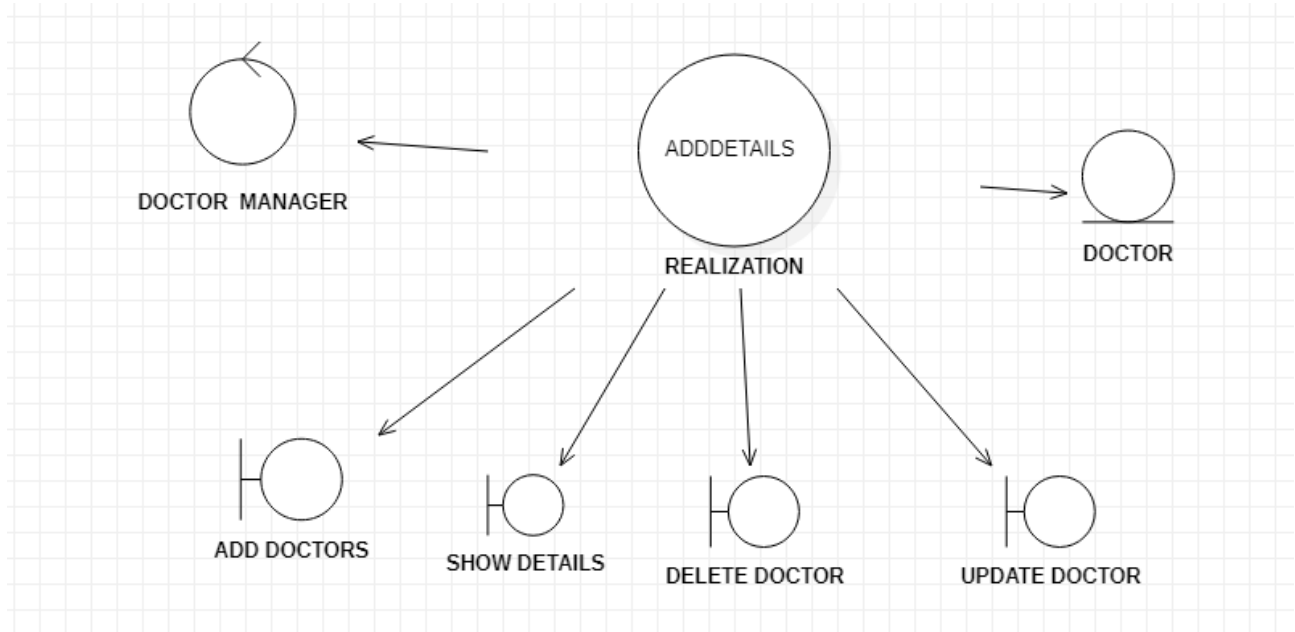 ADDDETAILS
DOCTOR MANAGER
DOCTOR
REALIZATION
ADD DOCTORS
SHOW DETAILS
DELETE DOCTOR
UPDATE DOCTOR